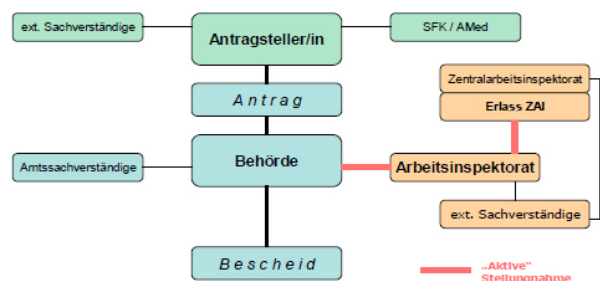 ext. Sachverständige
Antragsteller/in
SFK / AMed
Zentralarbeitsinspektorat
Antrag
Erlass ZAI
Amtssachverständige
Behörde
Arbeitsinspektorat
ext. Sachverständige
Bescheid
„Aktive"
Stellungnahme